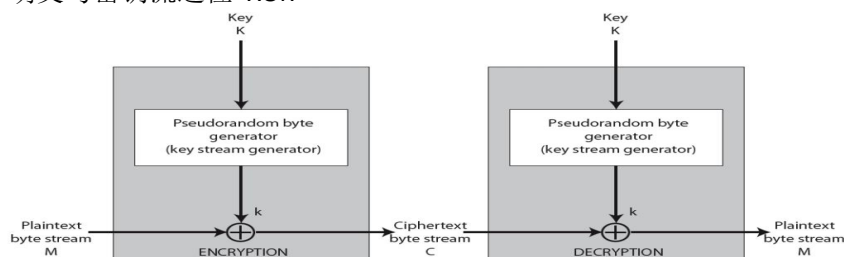 Key
K
Key
K
Pseudorandom byte
generator
(key stream generator)
Pseudorandom byte
generator
(key stream generator)
k
k
Plaintext
byte stream
M
ENCRYPTION
Ciphertext
byte stream
C
DECRYPTION
Plaintext
byte stream
M